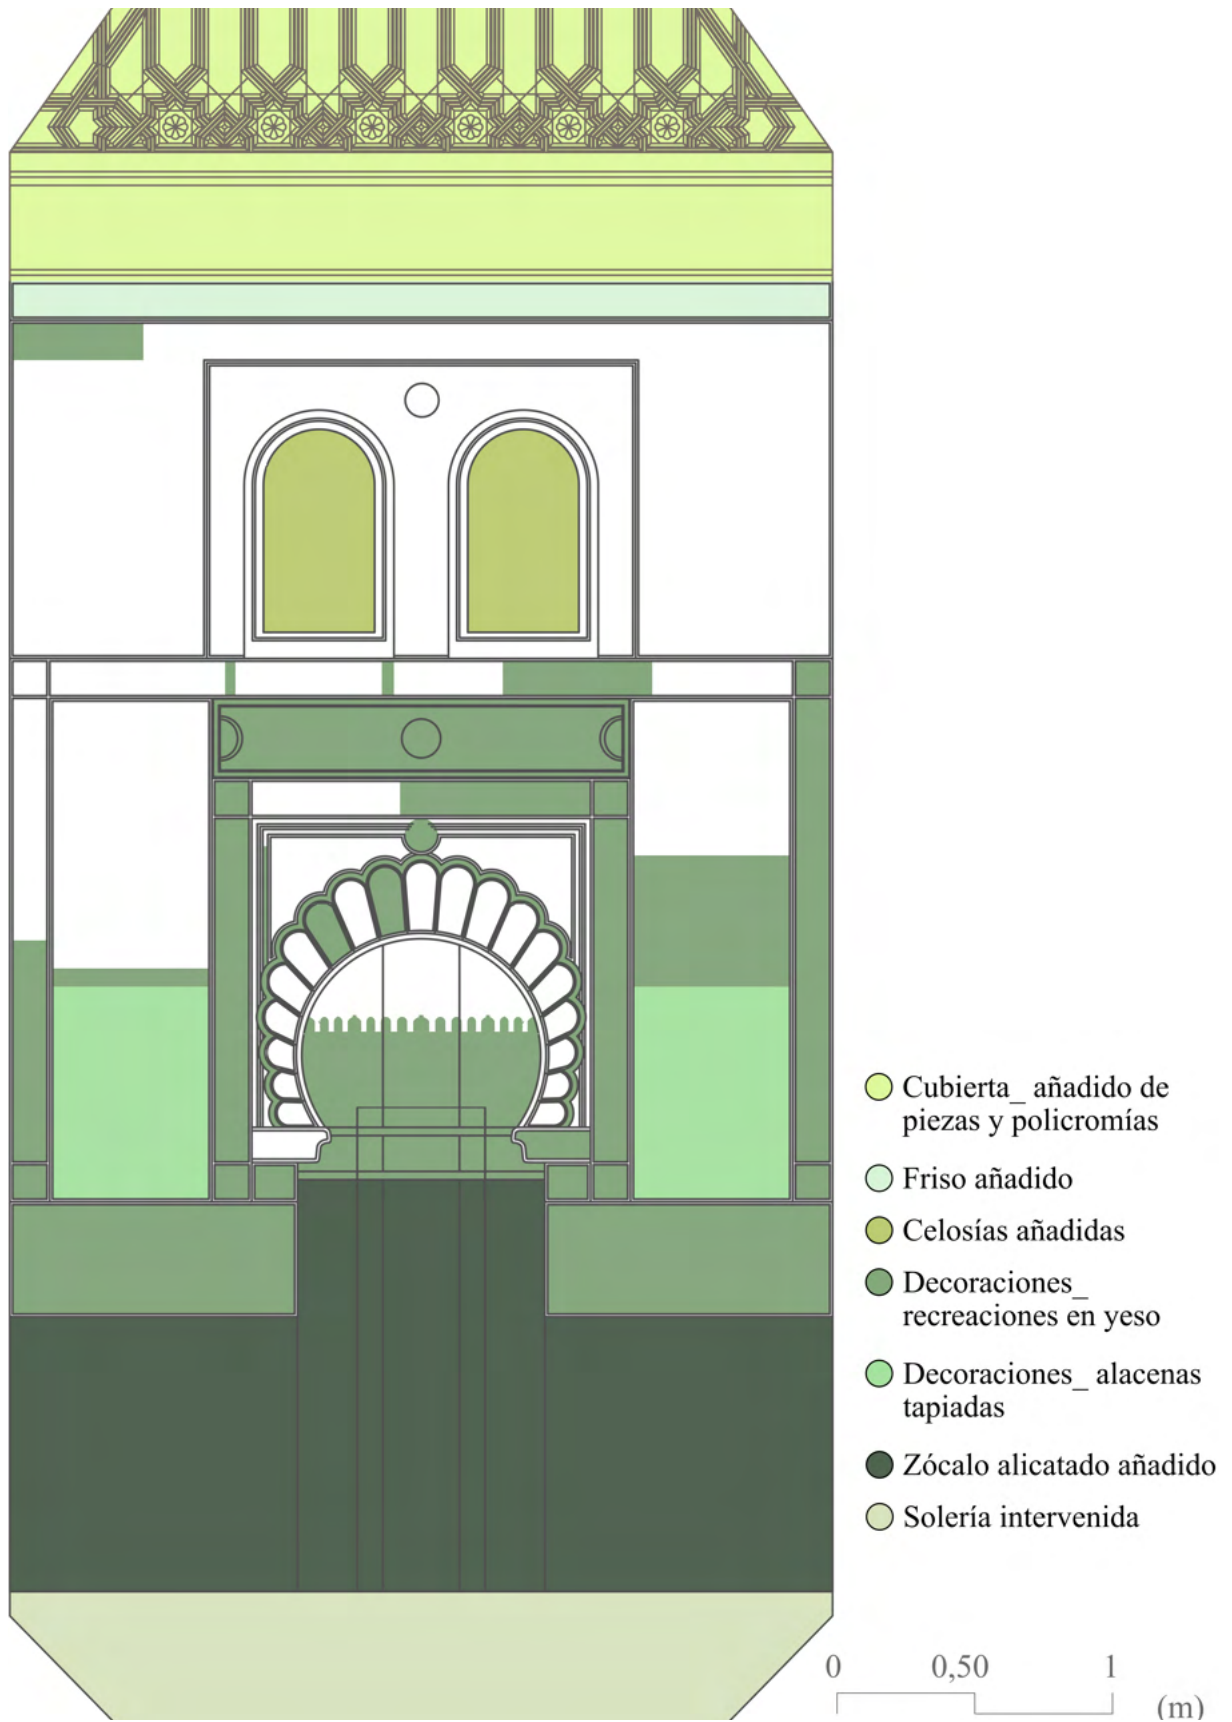 Cubierta_ añadido de
piezas y policromías
Friso añadido
Celosías añadidas
Decoraciones_
recreaciones en yeso
Decoraciones_ alacenas
tapiadas
Zócalo alicatado añadido
Solería intervenida
0 0,50 1
(m)